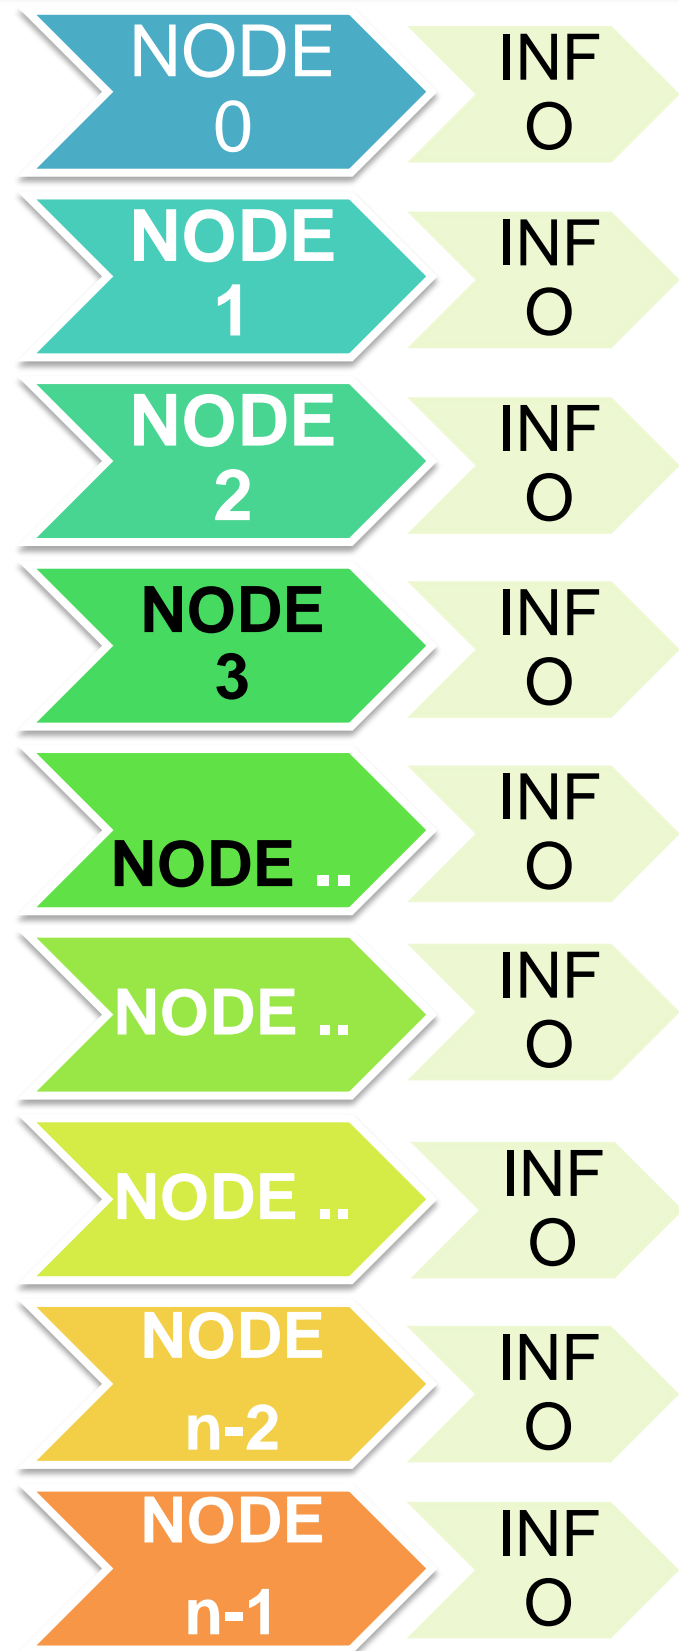 NODE
0
INF
O
NODE
1
INF
O
NODE
2
INF
O
NODE
3
INF
O
NODE ..
INF
O
NODE ..
INF
O
NODE ..
INF
O
NODE
n-2
INF
O
NODE
n-1
INF
O